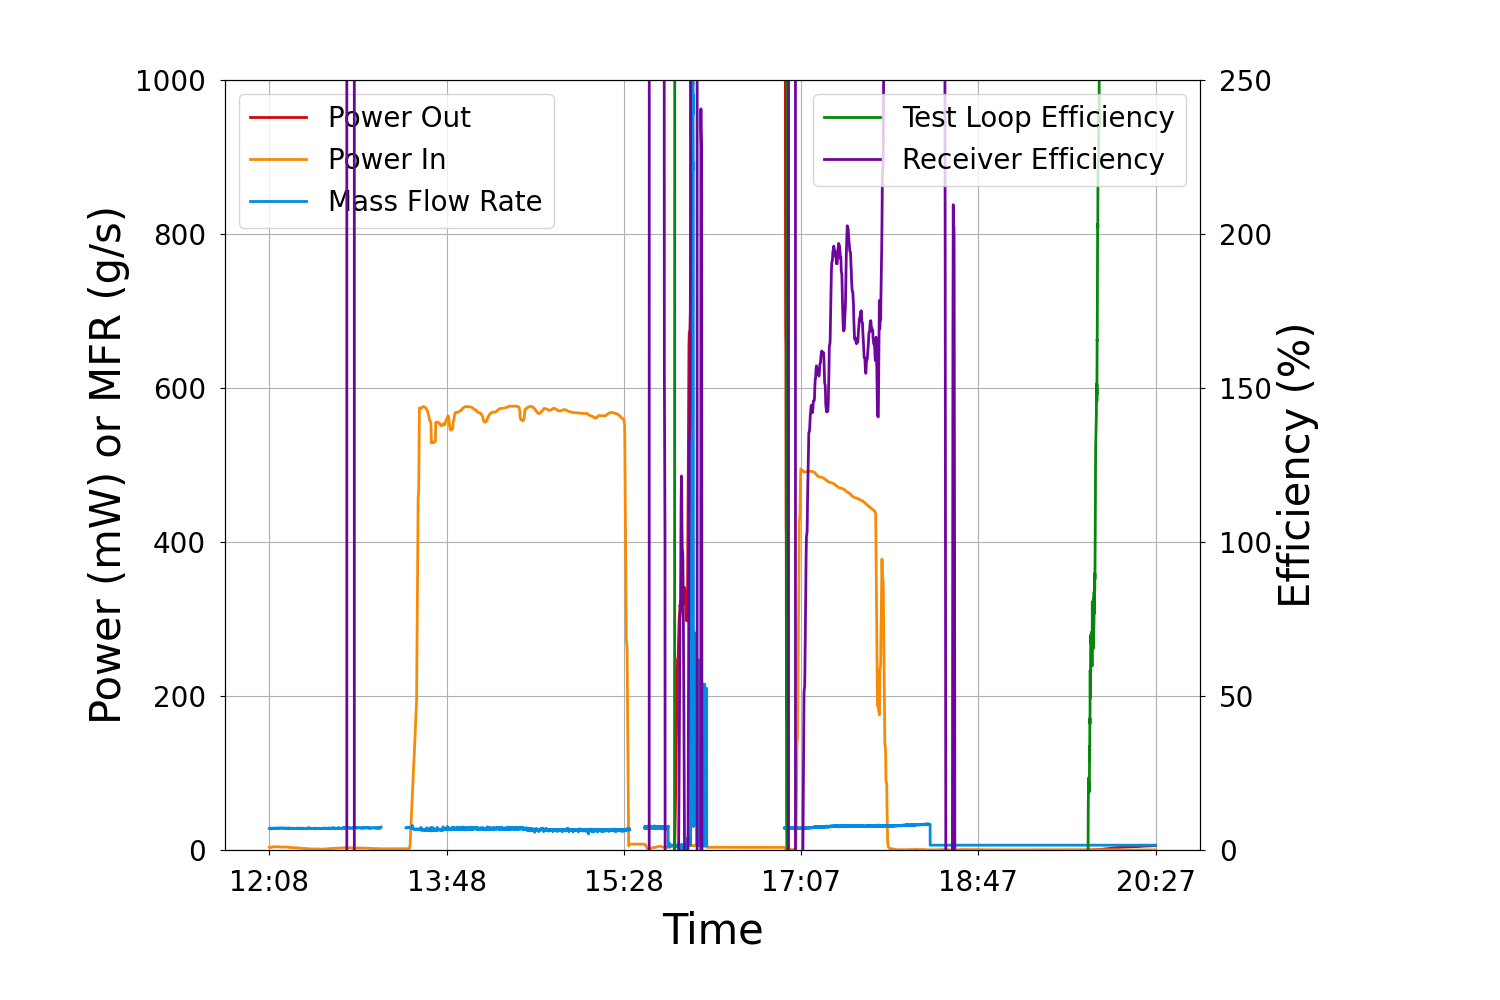 1000
800
600
400
200
0
Power (mW) or MFR (g/s)
Power Out
Power In
Mass Flow Rate
Test Loop Efficiency
Receiver Efficiency
250
200
150
100
50
0
Efficiency (%)
12:08 13:48 15:28 17:07 18:47 20:27
Time